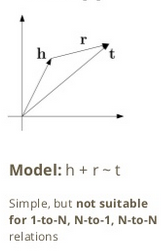 r
h
t
Model: h + r ~ t
Simple, but not suitable
for 1-to-N, N-to-1, N-to-N
relations